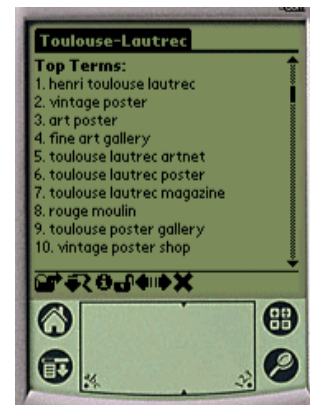 Toulouse-Lautrec
Top Terms:
1. henri toulouse lautrec
2. vintage poster
3. art poster
4. fine art gallery
5. toulouse lautrec artnet
6. toulouse lautrec poster
7. toulouse lautrec magazine
8. rouge moulin
9. toulouse poster gallery
10. vintage poster shop